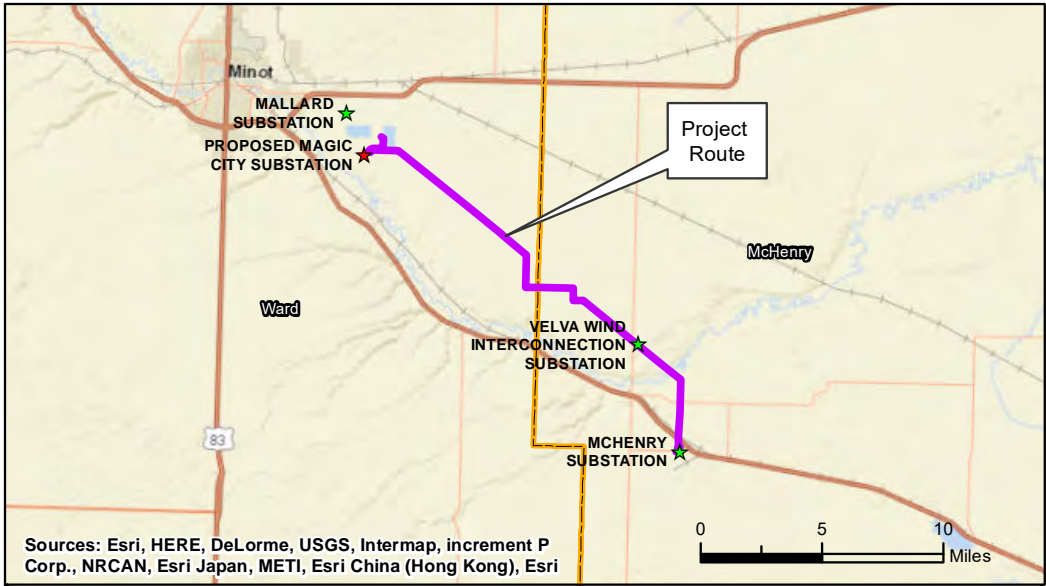 Minot
MALLARD
SUBSTATION
PROPOSED MAGIC
CITY SUBSTATION
Project
Route
McHenry
Ward
VELVA WIND
INTERCONNECTION
SUBSTATION
83
MCHENRY
SUBSTATION
0 5 10
Miles
Sources: Esri, HERE, DeLorme, USGS, Intermap, increment P
Corp., NRCAN, Esri Japan, METI, Esri China (Hong Kong), Esri